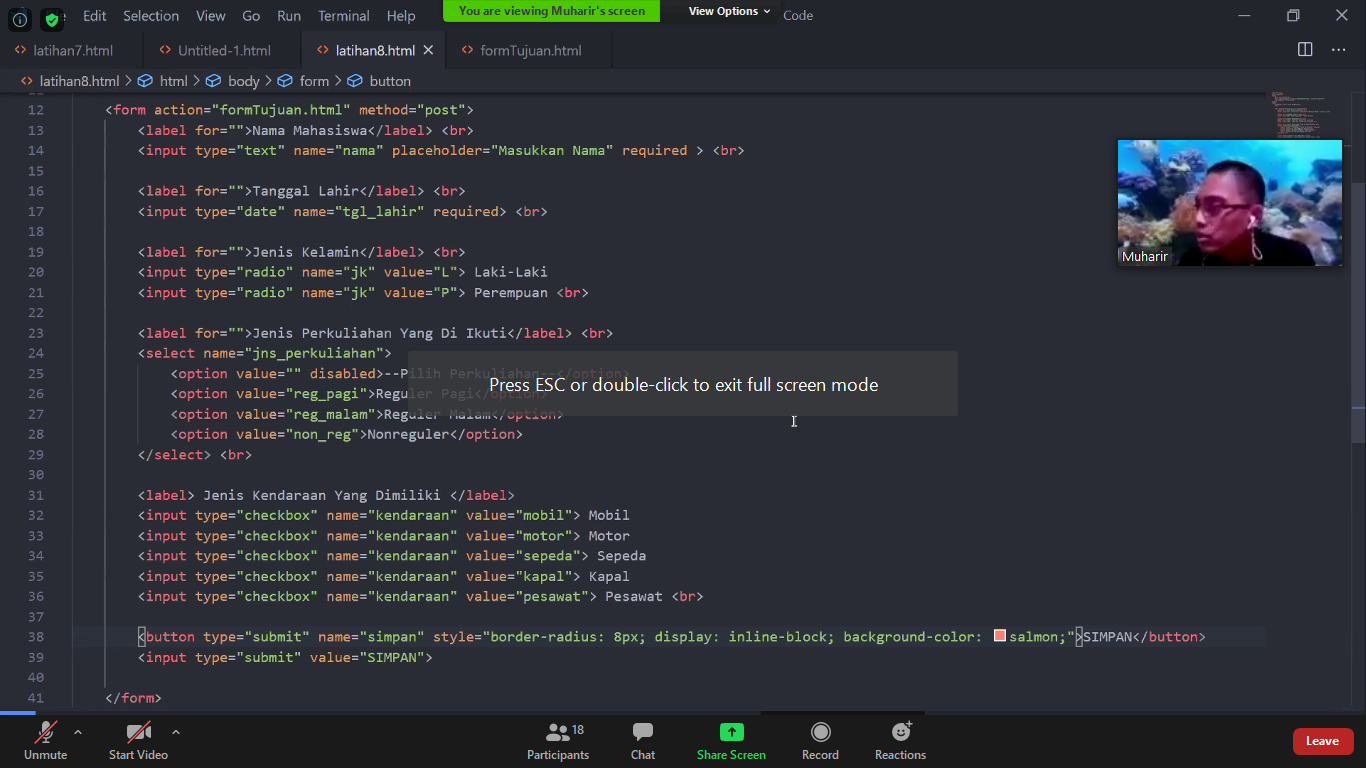 Edit Selection View Go Run Terminal Help You are viewing Muharir's screen View Options Code
latihan7.html Untitled-1.html latihan8.html formTujuan.html
latihan8.html > html > body > form > button
12 <form action="formTujuan.html" method="post">
13 <label for="">Nama Mahasiswa</label> <br>
14 <input type="text" name="nama" placeholder="Masukkan Nama" required > <br>
15
16 <label for="">Tanggal Lahir</label> <br>
17 <input type="date" name="tgl_lahir" required> <br>
18
19 <label for="">Jenis Kelamin</label> <br>
20 <input type="radio" name="jk" value="L"> Laki-Laki
21 <input type="radio" name="jk" value="P"> Perempuan <br>
22
23 <label for="">Jenis Perkuliahan Yang Di Ikuti</label> <br>
24 <select name="jns_perkuliahan">
25 <option value="" disabled>--Pilih Perkuliahan--</option>
26 <option value="reg_pagi">Reguler Pagi</option>
27 <option value="reg_malam">Reguler Malam</option>
28 <option value="non_reg">Nonreguler</option>
29 </select> <br>
30
31 <label> Jenis Kendaraan Yang Dimiliki </label>
32 <input type="checkbox" name="kendaraan" value="mobil"> Mobil
33 <input type="checkbox" name="kendaraan" value="motor"> Motor
34 <input type="checkbox" name="kendaraan" value="sepeda"> Sepeda
35 <input type="checkbox" name="kendaraan" value="kapal"> Kapal
36 <input type="checkbox" name="kendaraan" value="pesawat"> Pesawat <br>
37
38 <button type="submit" name="simpan" style="border-radius: 8px; display: inline-block; background-color: salmon;">SIMPAN</button>
39 <input type="submit" value="SIMPAN">
40
41 </form>
Press ESC or double-click to exit full screen mode
Muharir
Unmute Start Video Participants 18 Chat Share Screen Record Reactions Leave